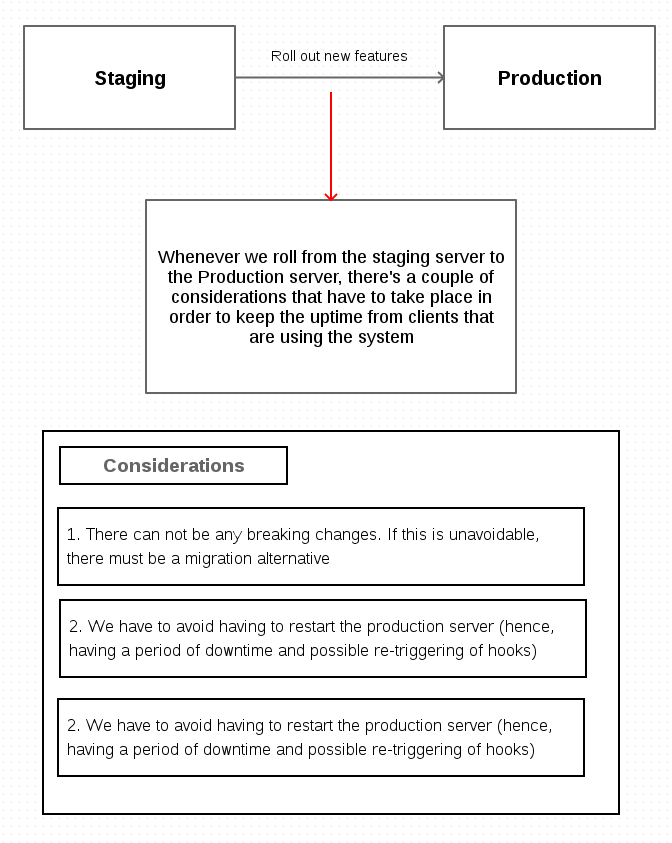 Roll out new features
Staging
Production
Whenever we roll from the staging server to
the Production server, there's a couple of
considerations that have to take place in
order to keep the uptime from clients that
are using the system
Considerations
1. There can not be any breaking changes. If this is unavoidable,
there must be a migration alternative
2. We have to avoid having to restart the production server (hence,
having a period of downtime and possible re-triggering of hooks)
2. We have to avoid having to restart the production server (hence,
having a period of downtime and possible re-triggering of hooks)